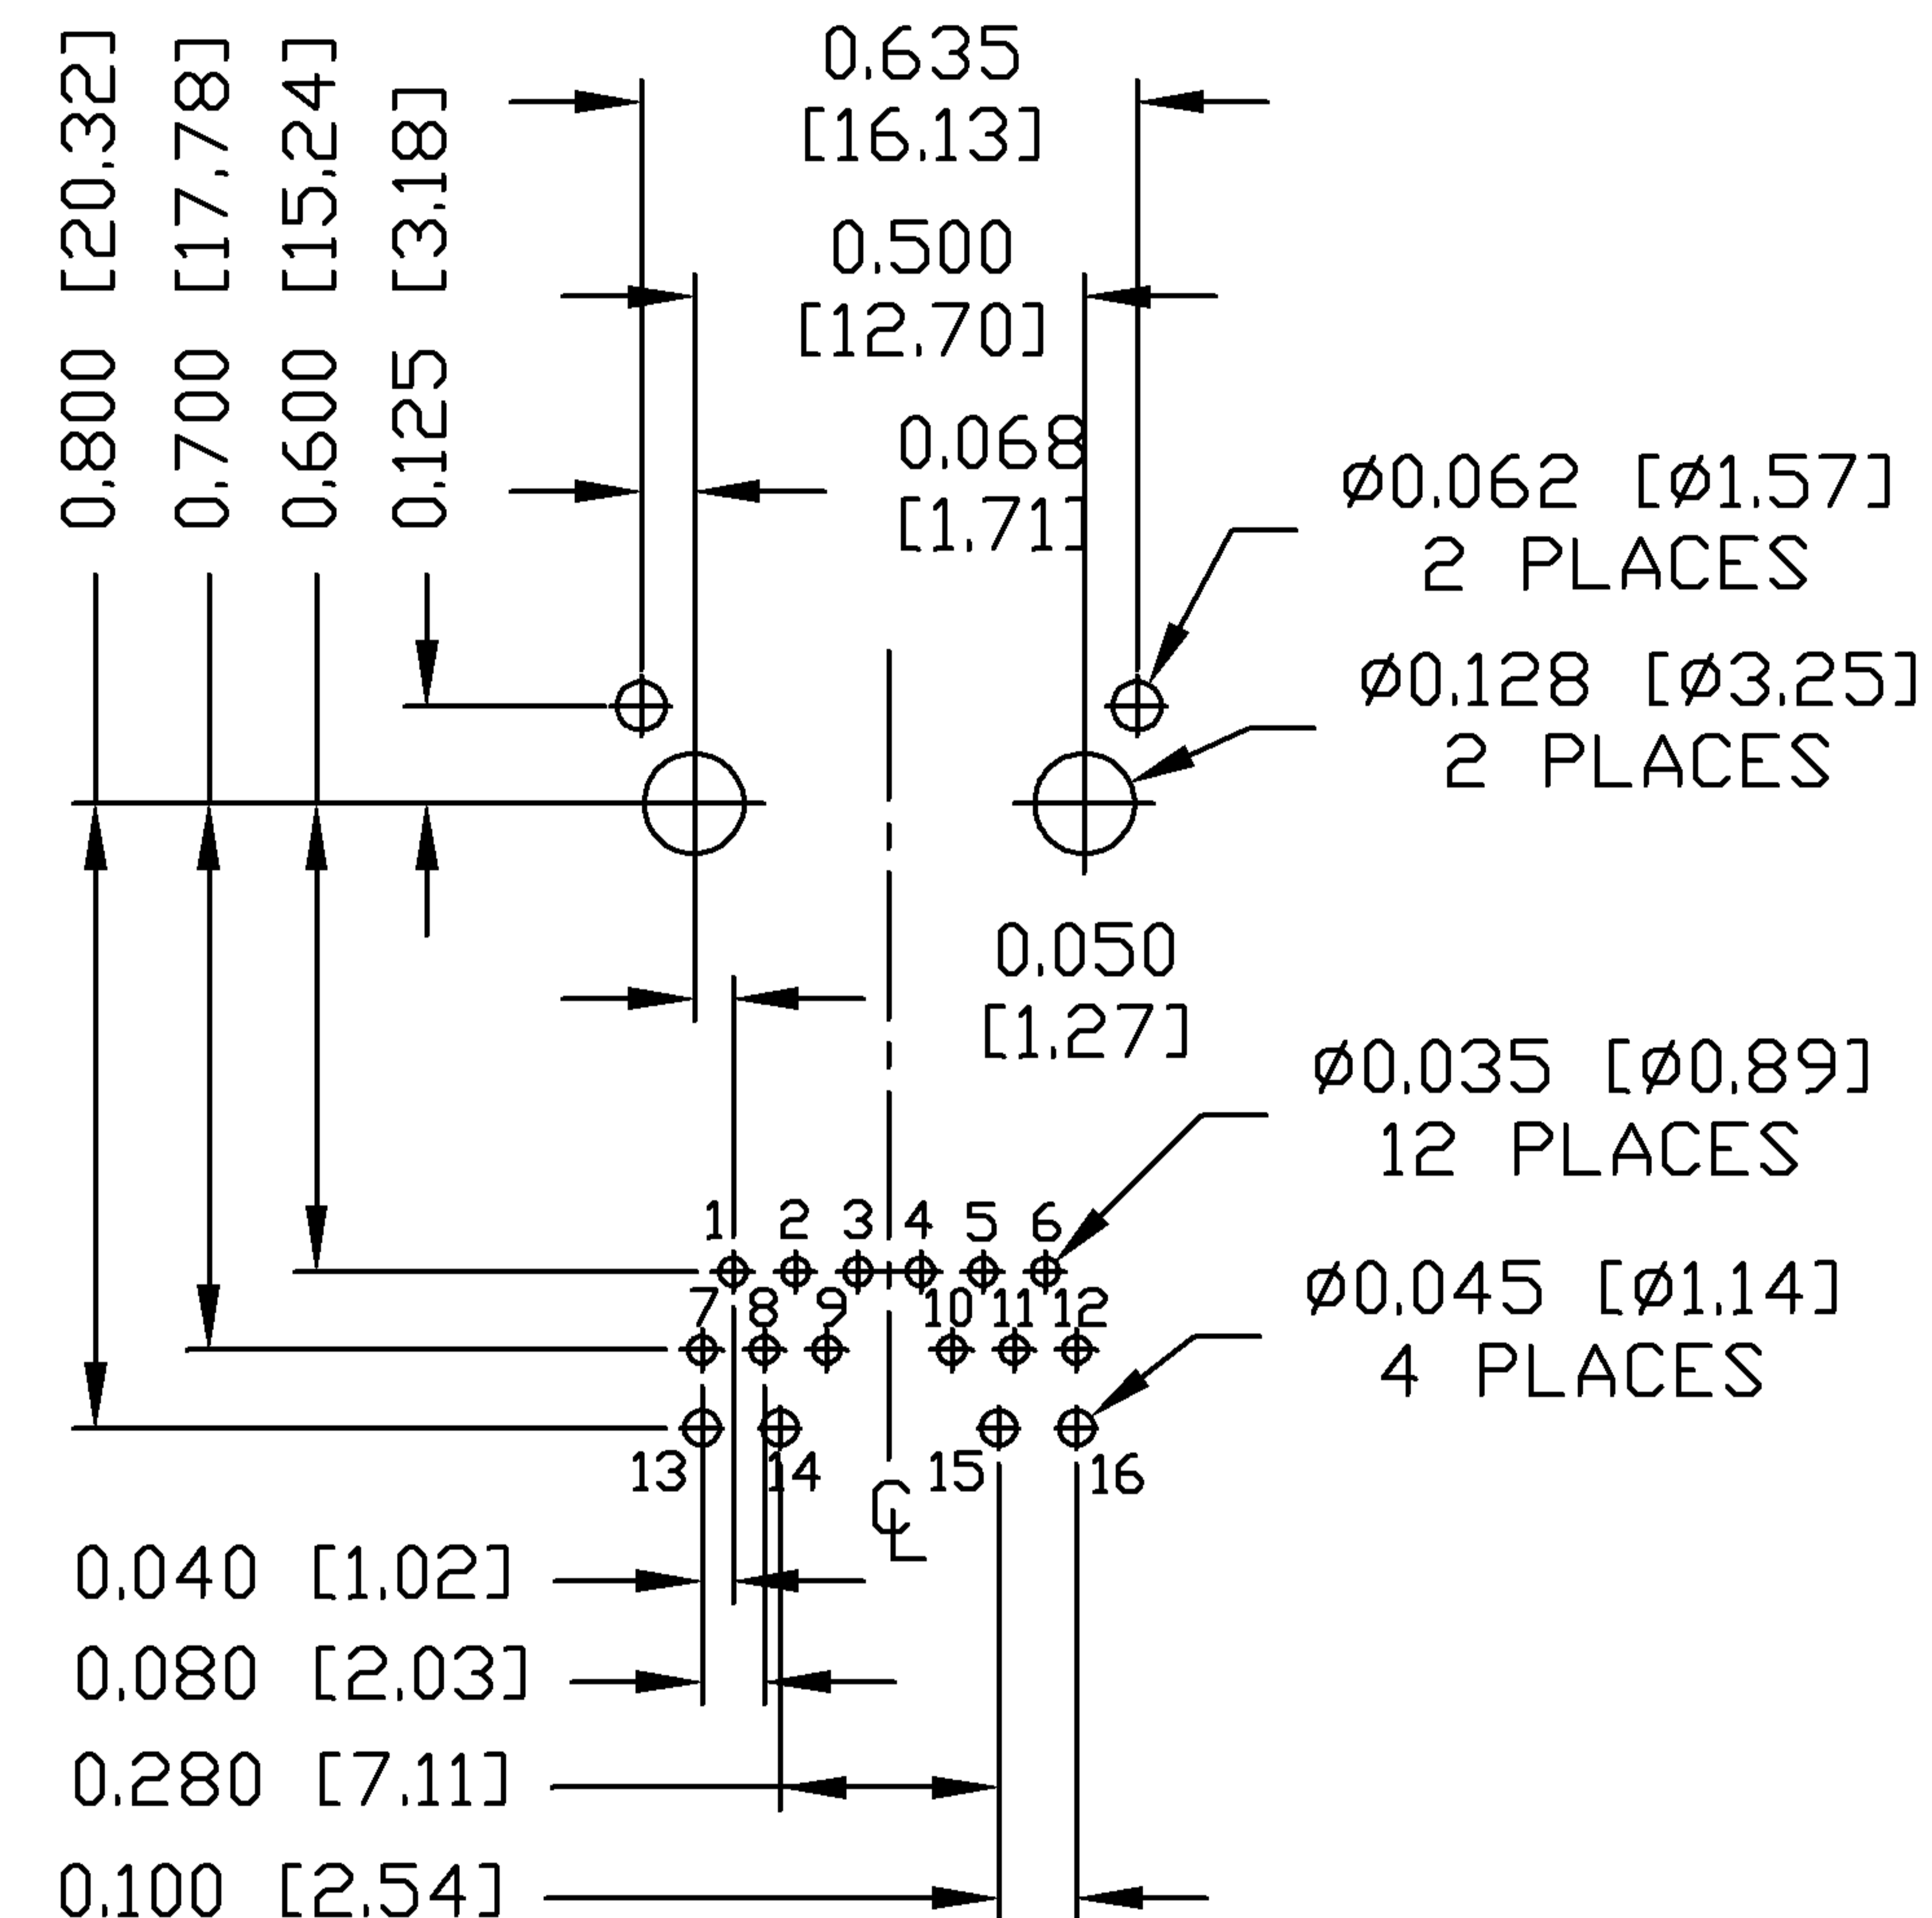 0.800 [20.32]
0.700 [17.78]
0.600 [15.24]
0.125 [3.18]
0.635
[16.13]
0.500
[12.70]
0.068
[1.71]
Ø0.062 [Ø1.57]
2 PLACES
Ø0.128 [Ø3.25]
2 PLACES
0.050
[1.27]
Ø0.035 [Ø0.89]
12 PLACES
1 2 3 4 5 6
Ø0.045 [Ø1.14]
4 PLACES
7 8 9 10 11 12
13 14 15 16
℄
0.040 [1.02]
0.080 [2.03]
0.280 [7.11]
0.100 [2.54]